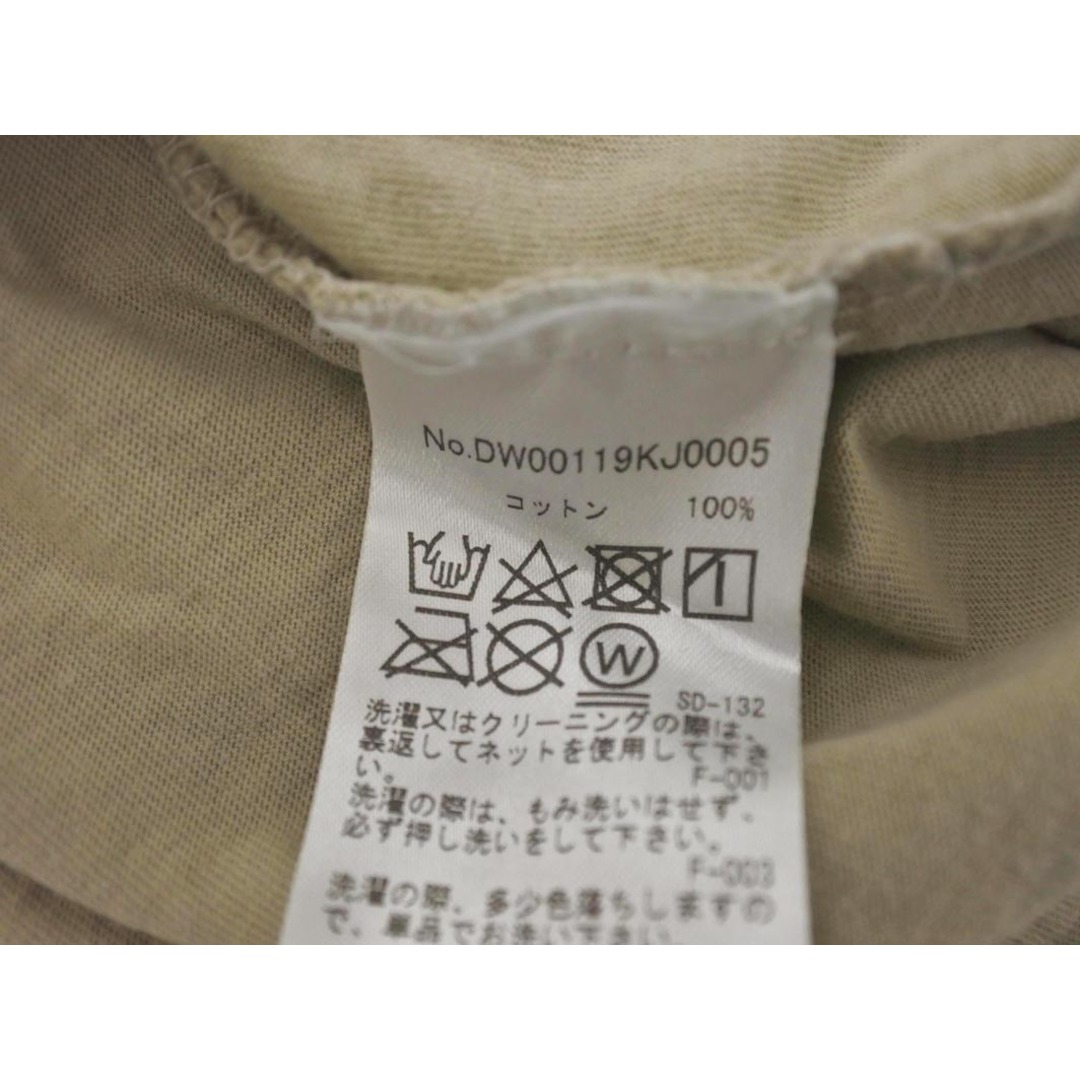 No.DW00119KJ0005
コットン 100%
W
SD-132
洗濯又はクリーニングの際は、
裏返してネットを使用して下さ
い。
F-001
洗濯の際は、もみ洗いはせず、
必ず押し洗いをして下さい。
F-003
洗濯の際、多少色落ちしますの
で、単品でお洗い下さい。